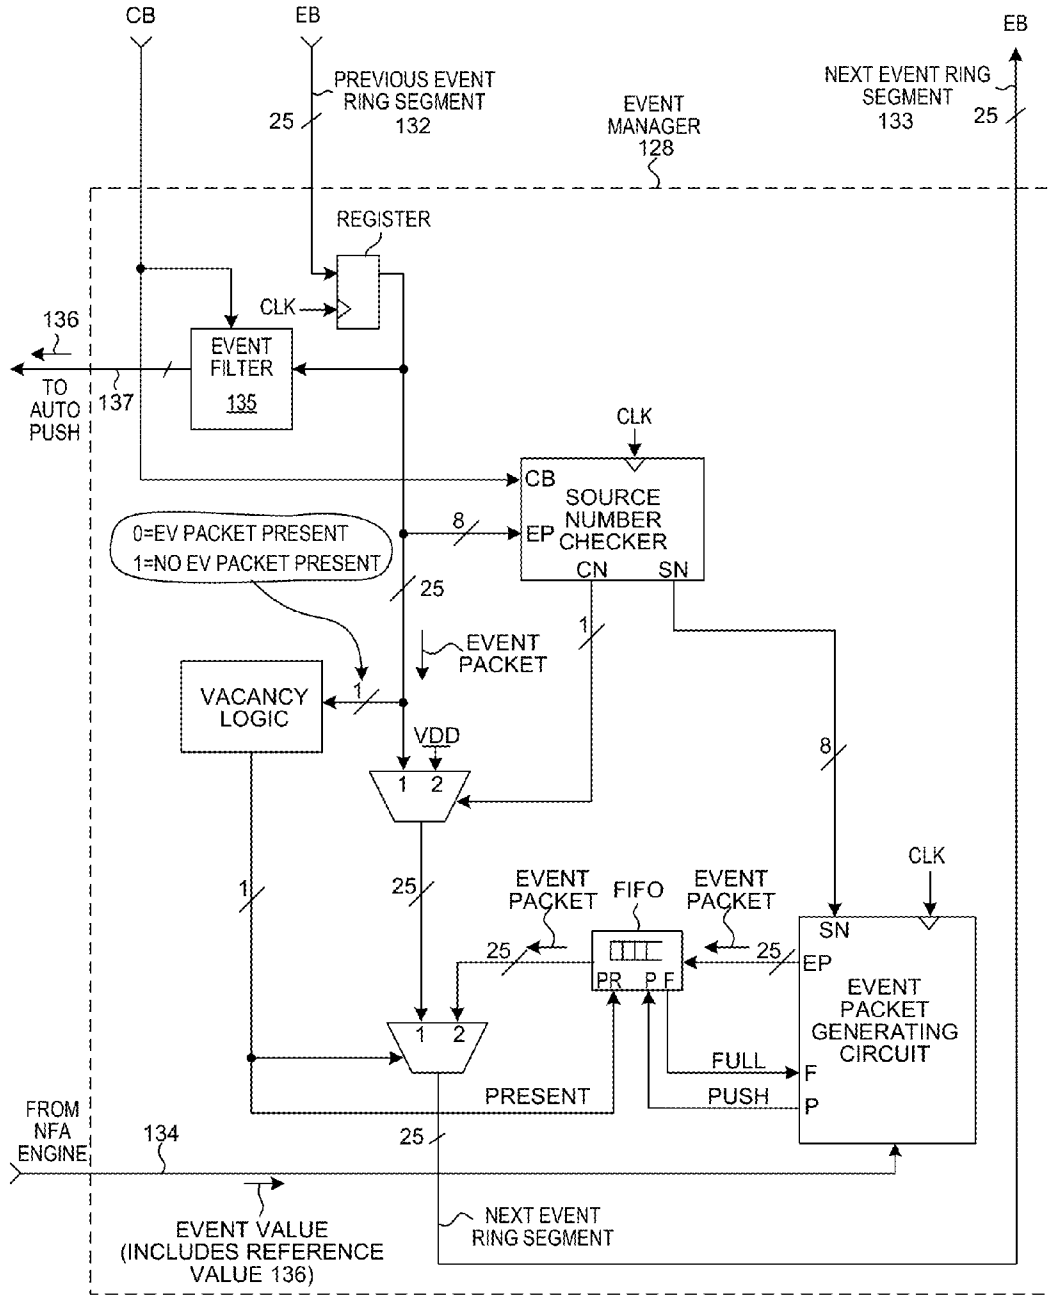 CB
EB
EB
PREVIOUS EVENT
RING SEGMENT
132
25
NEXT EVENT RING
SEGMENT
133
25
EVENT
MANAGER
128
REGISTER
CLK
136
EVENT
FILTER
135
TO
AUTO
PUSH
137
CLK
CB
SOURCE
NUMBER
CHECKER
EP
CN
SN
8
0=EV PACKET PRESENT
1=NO EV PACKET PRESENT
25
1
EVENT
PACKET
VACANCY
LOGIC
1
VDD
1 2
8
CLK
1
25
EVENT
PACKET
FIFO
EVENT
PACKET
25
25
PR P F
SN
EP
EVENT
PACKET
GENERATING
CIRCUIT
F
P
1 2
FULL
PUSH
PRESENT
25
FROM
NFA
ENGINE
134
EVENT VALUE
(INCLUDES REFERENCE
VALUE 136)
NEXT EVENT
RING SEGMENT